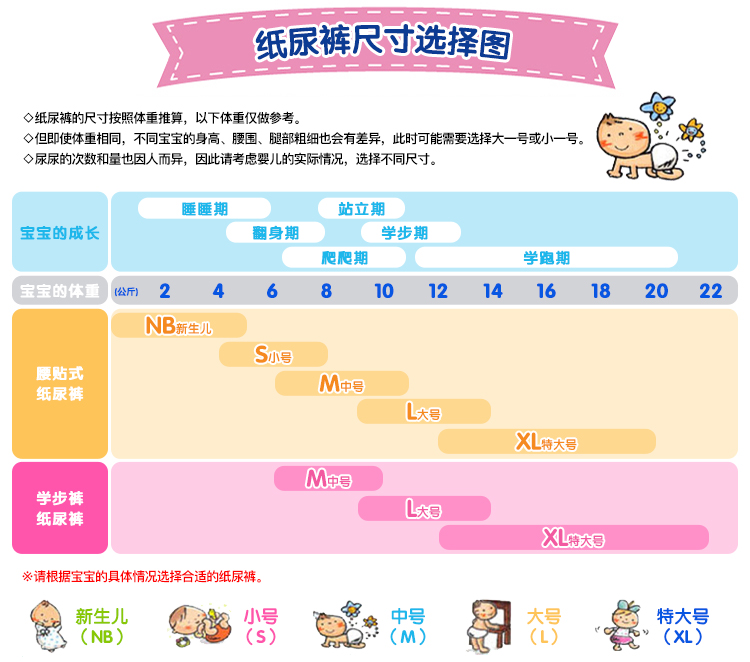 纸尿裤尺寸选择图
◇纸尿裤的尺寸按照体重推算，以下体重仅做参考。
◇但即使体重相同，不同宝宝的身高、腰围、腿部粗细也会有差异，此时可能需要选择大一号或小一号。
◇尿尿的次数和量也因人而异，因此请考虑婴儿的实际情况，选择不同尺寸。
宝宝的成长
睡睡期 站立期
翻身期 学步期
爬爬期 学跑期
宝宝的体重 (公斤) 2 4 6 8 10 12 14 16 18 20 22
腰贴式
纸尿裤
NB新生儿
S小号
M中号
L大号
XL特大号
学步裤
纸尿裤
M中号
L大号
XL特大号
※请根据宝宝的具体情况选择合适的纸尿裤。
新生儿 小号 中号 大号 特大号
（NB） （S） （M） （L） （XL）